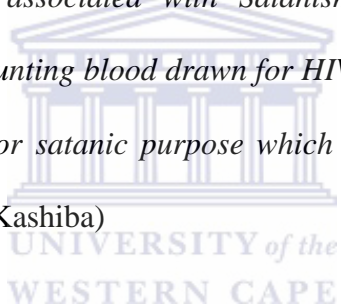 associated with Satanism
unting blood drawn for HIV
or satanic purpose which
Kashiba)
UNIVERSITY of the
WESTERN CAPE